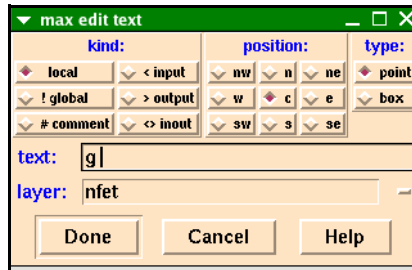 max edit text
kind: position: type:
local < input nw n ne point
! global > output w c e box
# comment <> inout sw s se
text: g
layer: nfet
Done Cancel Help